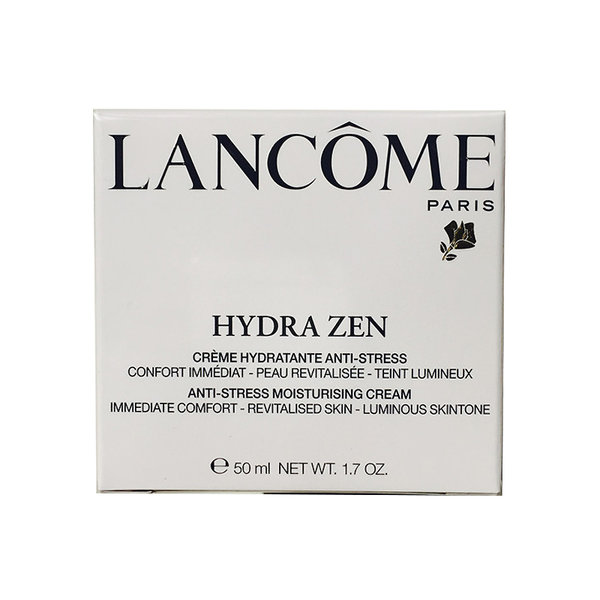 LANCÔME
PARIS
HYDRA ZEN
CRÈME HYDRATANTE ANTI-STRESS
CONFORT IMMÉDIAT - PEAU REVITALISÉE - TEINT LUMINEUX
ANTI-STRESS MOISTURISING CREAM
IMMEDIATE COMFORT - REVITALISED SKIN - LUMINOUS SKINTONE
℮ 50 ml NET WT. 1.7 OZ.